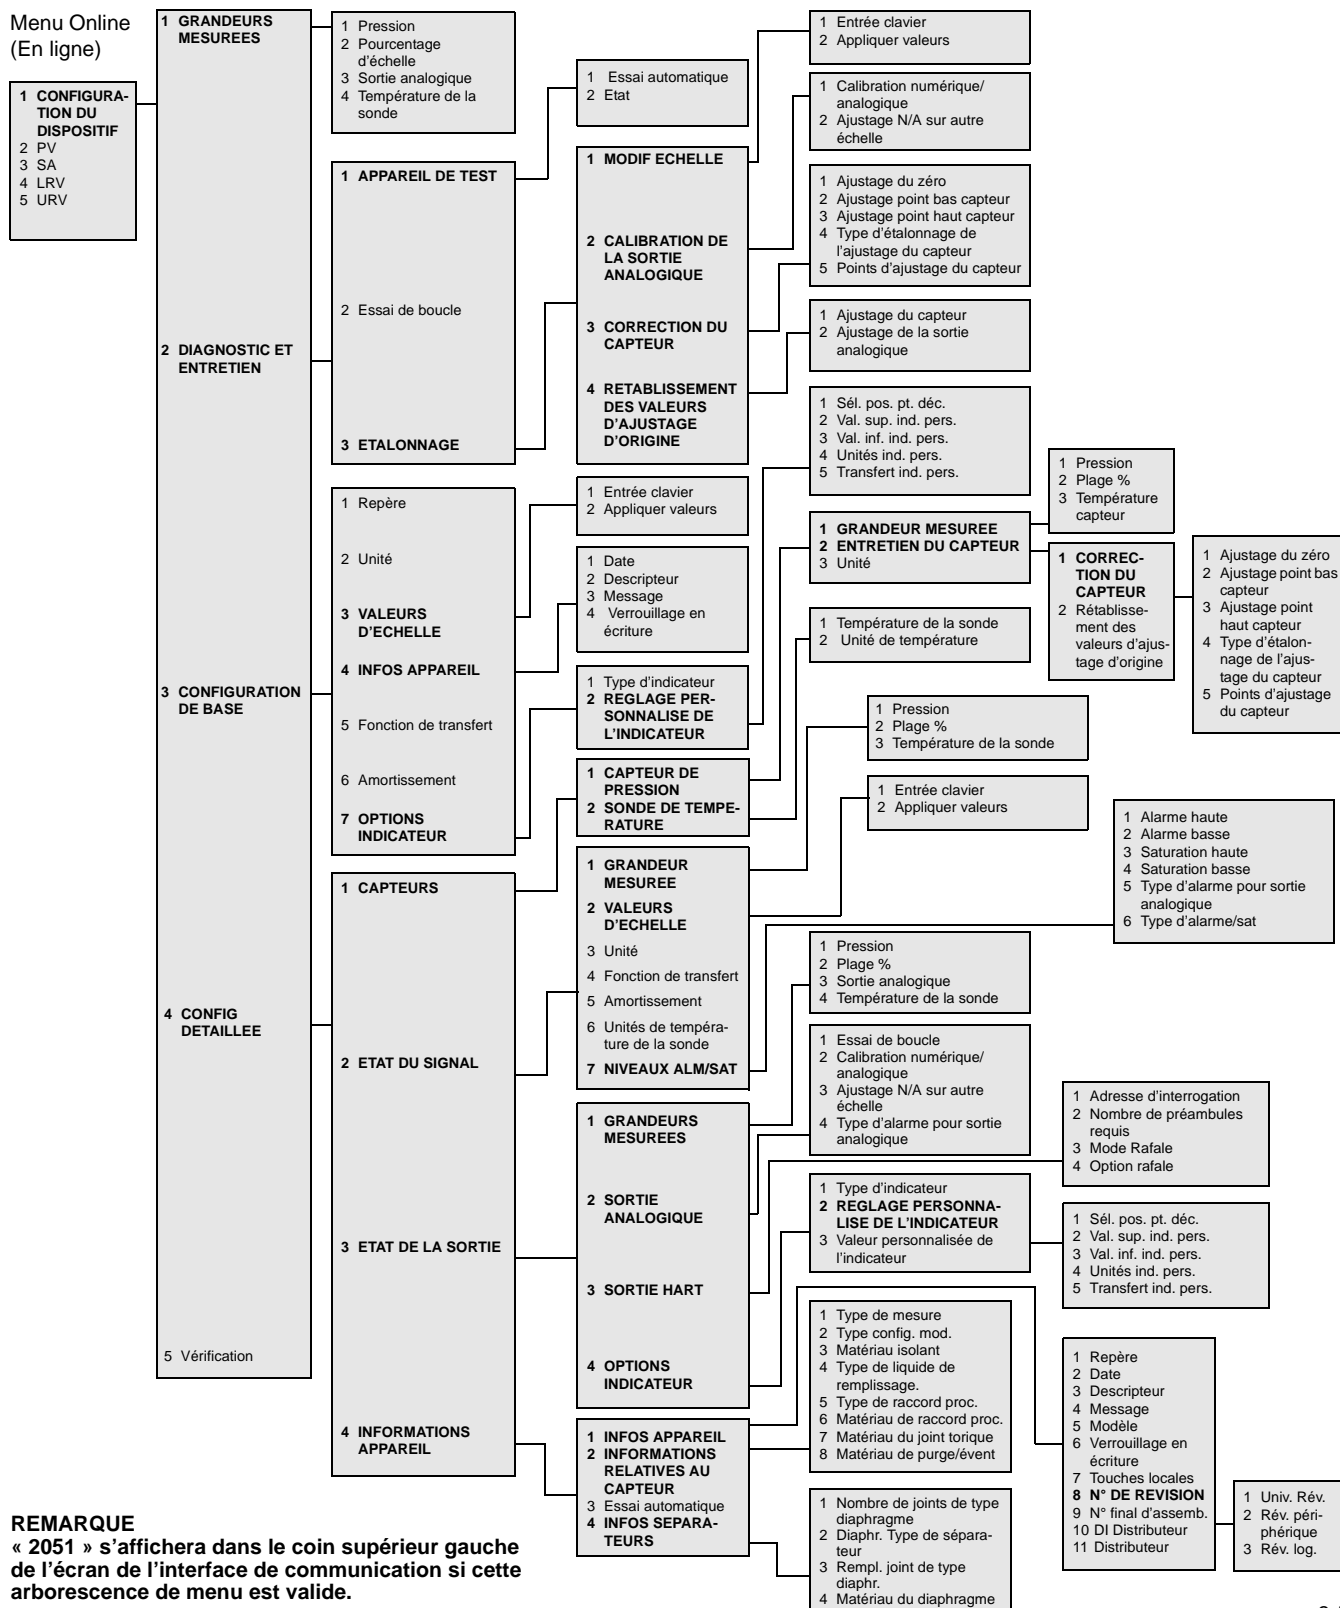 Menu Online
(En ligne)
1 CONFIGURA-
TION DU
DISPOSITIF
2 PV
3 SA
4 LRV
5 URV
1 GRANDEURS
MESUREES
2 DIAGNOSTIC ET
ENTRETIEN
3 CONFIGURATION
DE BASE
4 CONFIG
DETAILLEE
5 Vérification
1 Pression
2 Pourcentage
d'échelle
3 Sortie analogique
4 Température de la
sonde
1 APPAREIL DE TEST
2 Essai de boucle
3 ETALONNAGE
1 Repère
2 Unité
3 VALEURS
D'ECHELLE
4 INFOS APPAREIL
5 Fonction de transfert
6 Amortissement
7 OPTIONS
INDICATEUR
1 CAPTEURS
2 ETAT DU SIGNAL
3 ETAT DE LA SORTIE
4 INFORMATIONS
APPAREIL
1 Essai automatique
2 Etat
1 MODIF ECHELLE
2 CALIBRATION DE
LA SORTIE
ANALOGIQUE
3 CORRECTION DU
CAPTEUR
4 RETABLISSEMENT
DES VALEURS
D'AJUSTAGE
D'ORIGINE
1 Entrée clavier
2 Appliquer valeurs
1 Date
2 Descripteur
3 Message
4 Verrouillage en
écriture
1 Type d'indicateur
2 REGLAGE PER-
SONNALISE DE
L'INDICATEUR
1 CAPTEUR DE
PRESSION
2 SONDE DE TEMPE-
RATURE
1 GRANDEUR
MESUREE
2 VALEURS
D'ECHELLE
3 Unité
4 Fonction de transfert
5 Amortissement
6 Unités de tempéra-
ture de la sonde
7 NIVEAUX ALM/SAT
1 GRANDEURS
MESUREES
2 SORTIE
ANALOGIQUE
3 SORTIE HART
4 OPTIONS
INDICATEUR
1 INFOS APPAREIL
2 INFORMATIONS
RELATIVES AU
CAPTEUR
3 Essai automatique
4 INFOS SEPARA-
TEURS
1 Entrée clavier
2 Appliquer valeurs
1 Calibration numérique/
analogique
2 Ajustage N/A sur autre
échelle
1 Ajustage du zéro
2 Ajustage point bas capteur
3 Ajustage point haut capteur
4 Type d'étalonnage de
l'ajustage du capteur
5 Points d'ajustage du capteur
1 Ajustage du capteur
2 Ajustage de la sortie
analogique
1 Sél. pos. pt. déc.
2 Val. sup. ind. pers.
3 Val. inf. ind. pers.
4 Unités ind. pers.
5 Transfert ind. pers.
1 GRANDEUR MESUREE
2 ENTRETIEN DU CAPTEUR
3 Unité
1 Température de la sonde
2 Unité de température
1 Pression
2 Plage %
3 Température
capteur
1 CORREC-
TION DU
CAPTEUR
2 Rétablisse-
ment des
valeurs d'ajus-
tage d'origine
1 Ajustage du zéro
2 Ajustage point bas
capteur
3 Ajustage point
haut capteur
4 Type d'étalon-
nage de l'ajus-
tage du capteur
5 Points d'ajustage
du capteur
1 Pression
2 Plage %
3 Température de la sonde
1 Entrée clavier
2 Appliquer valeurs
1 Alarme haute
2 Alarme basse
3 Saturation haute
4 Saturation basse
5 Type d'alarme pour sortie
analogique
6 Type d'alarme/sat
1 Pression
2 Plage %
3 Sortie analogique
4 Température de la sonde
1 Essai de boucle
2 Calibration numérique/
analogique
3 Ajustage N/A sur autre
échelle
4 Type d'alarme pour sortie
analogique
1 Adresse d'interrogation
2 Nombre de préambules
requis
3 Mode Rafale
4 Option rafale
1 Type d'indicateur
2 REGLAGE PERSONNA-
LISE DE L'INDICATEUR
3 Valeur personnalisée de
l'indicateur
1 Sél. pos. pt. déc.
2 Val. sup. ind. pers.
3 Val. inf. ind. pers.
4 Unités ind. pers.
5 Transfert ind. pers.
1 Type de mesure
2 Type config. mod.
3 Matériau isolant
4 Type de liquide de
remplissage.
5 Type de raccord proc.
6 Matériau de raccord proc.
7 Matériau du joint torique
8 Matériau de purge/évent
1 Repère
2 Date
3 Descripteur
4 Message
5 Modèle
6 Verrouillage en
écriture
7 Touches locales
8 N° DE REVISION
9 N° final d'assemb.
10 DI Distributeur
11 Distributeur
1 Univ. Rév.
2 Rév. péri-
phérique
3 Rév. log.
1 Nombre de joints de type
diaphragme
2 Diaphr. Type de sépara-
teur
3 Rempl. joint de type
diaphr.
4 Matériau du diaphragme
REMARQUE
« 2051 » s'affichera dans le coin supérieur gauche
de l'écran de l'interface de communication si cette
arborescence de menu est valide.